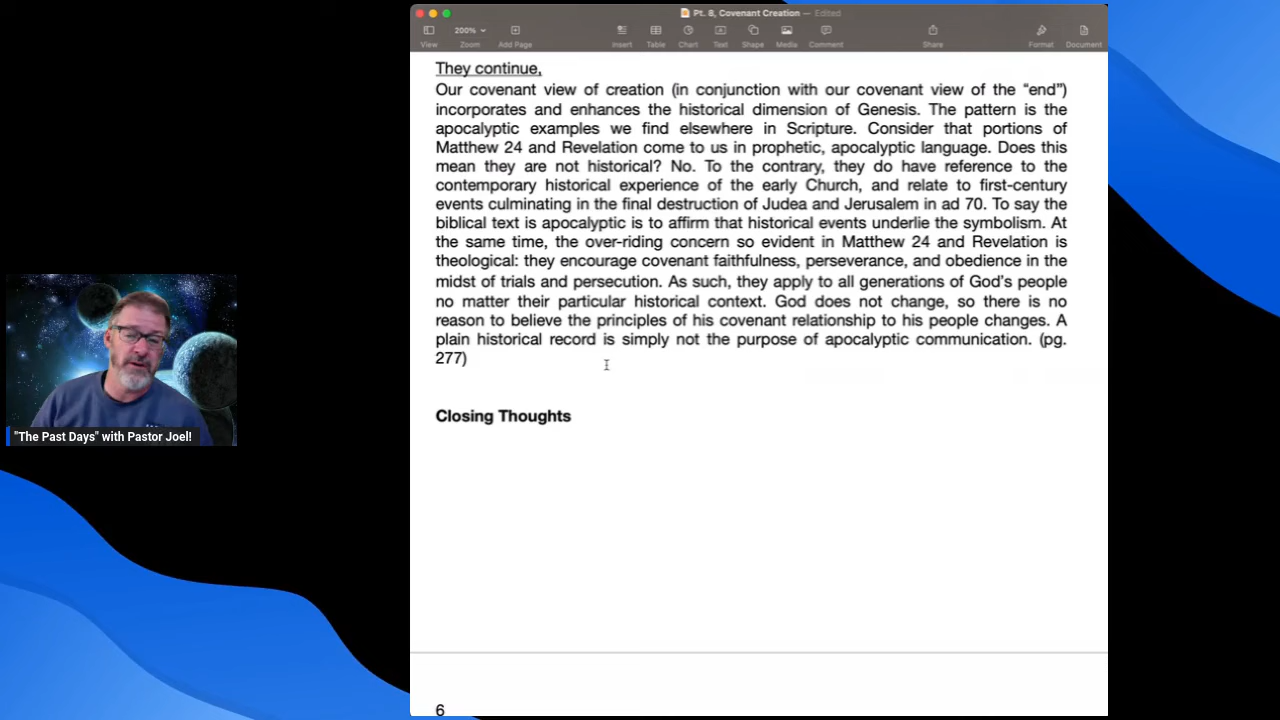 Pt. 8, Covenant Creation — Edited
200%
View
Zoom
Add Page
Insert
Table
Chart
Text
Shape
Media
Comment
Share
Format
Document
They continue,
Our covenant view of creation (in conjunction with our covenant view of the “end”)
incorporates and enhances the historical dimension of Genesis. The pattern is the
apocalyptic examples we find elsewhere in Scripture. Consider that portions of
Matthew 24 and Revelation come to us in prophetic, apocalyptic language. Does this
mean they are not historical? No. To the contrary, they do have reference to the
contemporary historical experience of the early Church, and relate to first-century
events culminating in the final destruction of Judea and Jerusalem in ad 70. To say the
biblical text is apocalyptic is to affirm that historical events underlie the symbolism. At
the same time, the over-riding concern so evident in Matthew 24 and Revelation is
theological: they encourage covenant faithfulness, perseverance, and obedience in the
midst of trials and persecution. As such, they apply to all generations of God’s people
no matter their particular historical context. God does not change, so there is no
reason to believe the principles of his covenant relationship to his people changes. A
plain historical record is simply not the purpose of apocalyptic communication. (pg.
277)
Closing Thoughts
"The Past Days" with Pastor Joel!
6